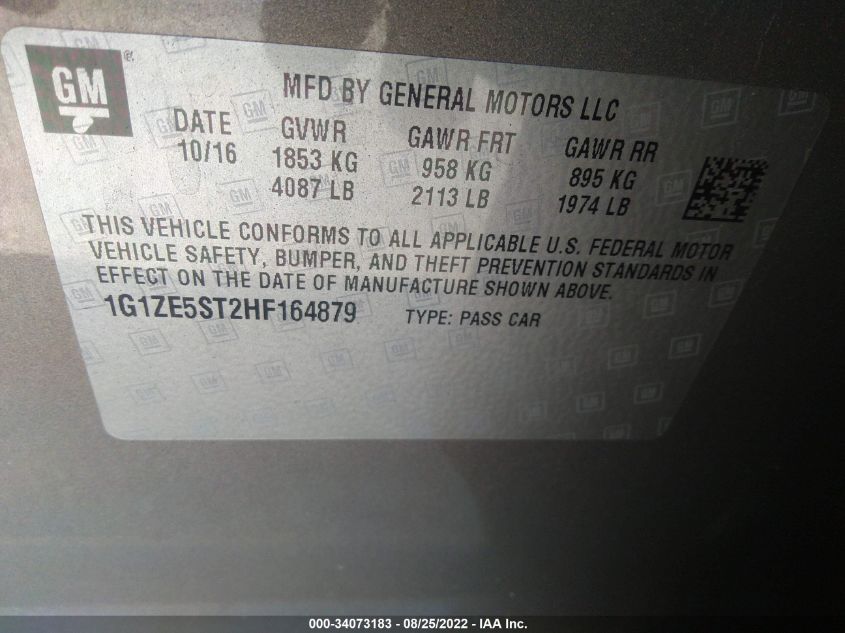 GM
MFD BY GENERAL MOTORS LLC
DATE GVWR GAWR FRT GAWR RR
10/16 1853 KG 958 KG 895 KG
4087 LB 2113 LB 1974 LB
THIS VEHICLE CONFORMS TO ALL APPLICABLE U.S. FEDERAL MOTOR
VEHICLE SAFETY, BUMPER, AND THEFT PREVENTION STANDARDS IN
EFFECT ON THE DATE OF MANUFACTURE SHOWN ABOVE.
1G1ZE5ST2HF164879 TYPE: PASS CAR
000-34073183 - 08/25/2022 - IAA Inc.